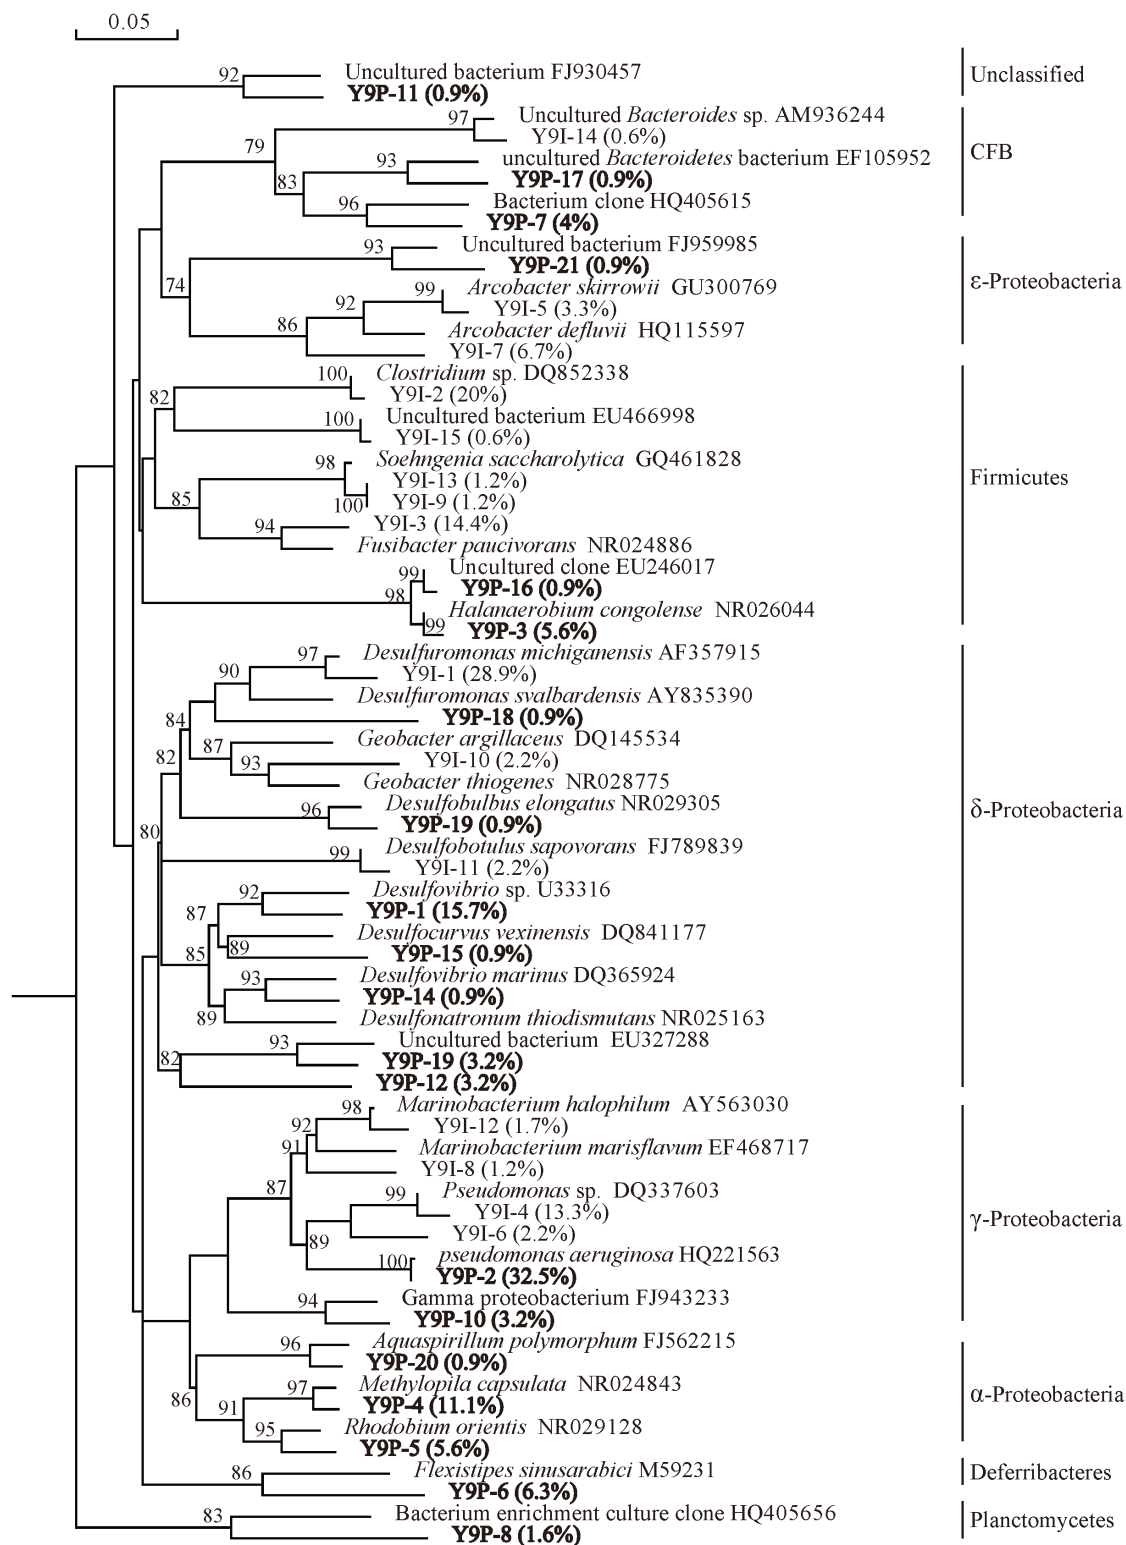 0.05
92
Uncultured bacterium FJ930457
Y9P-11 (0.9%)
Unclassified
97
Uncultured Bacteroides sp. AM936244
Y9I-14 (0.6%)
79
93
uncultured Bacteroidetes bacterium EF105952
CFB
83
Y9P-17 (0.9%)
96
Bacterium clone HQ405615
Y9P-7 (4%)
93
Uncultured bacterium FJ959985
Y9P-21 (0.9%)
74
99
Arcobacter skirrowii GU300769
ε-Proteobacteria
92
Y9I-5 (3.3%)
86
Arcobacter defluvii HQ115597
Y9I-7 (6.7%)
100
Clostridium sp. DQ852338
82
Y9I-2 (20%)
100
Uncultured bacterium EU466998
Y9I-15 (0.6%)
98
Soehngenia saccharolytica GQ461828
Y9I-13 (1.2%)
Firmicutes
85
100
Y9I-9 (1.2%)
94
Y9I-3 (14.4%)
Fusibacter paucivorans NR024886
99
Uncultured clone EU246017
98
Y9P-16 (0.9%)
Halanaerobium congolense NR026044
99
Y9P-3 (5.6%)
97
Desulfuromonas michiganensis AF357915
90
Y9I-1 (28.9%)
Desulfuromonas svalbardensis AY835390
84
Y9P-18 (0.9%)
87
Geobacter argillaceus DQ145534
82
93
Y9I-10 (2.2%)
Geobacter thiogenes NR028775
96
Desulfobulbus elongatus NR029305
δ-Proteobacteria
80
Y9P-19 (0.9%)
99
Desulfobotulus sapovorans FJ789839
Y9I-11 (2.2%)
92
Desulfovibrio sp. U33316
87
Y9P-1 (15.7%)
Desulfocurvus vexinensis DQ841177
85
89
Y9P-15 (0.9%)
93
Desulfovibrio marinus DQ365924
Y9P-14 (0.9%)
89
Desulfonatronum thiodismutans NR025163
93
Uncultured bacterium EU327288
82
Y9P-19 (3.2%)
Y9P-12 (3.2%)
98
Marinobacterium halophilum AY563030
92
Y9I-12 (1.7%)
91
Marinobacterium marisflavum EF468717
Y9I-8 (1.2%)
87
99
Pseudomonas sp. DQ337603
Y9I-4 (13.3%)
γ-Proteobacteria
89
Y9I-6 (2.2%)
100
pseudomonas aeruginosa HQ221563
Y9P-2 (32.5%)
94
Gamma proteobacterium FJ943233
Y9P-10 (3.2%)
96
Aquaspirillum polymorphum FJ562215
Y9P-20 (0.9%)
86
97
Methylopila capsulata NR024843
α-Proteobacteria
91
Y9P-4 (11.1%)
95
Rhodobium orientis NR029128
Y9P-5 (5.6%)
86
Flexistipes sinusarabici M59231
Deferribacteres
Y9P-6 (6.3%)
83
Bacterium enrichment culture clone HQ405656
Planctomycetes
Y9P-8 (1.6%)